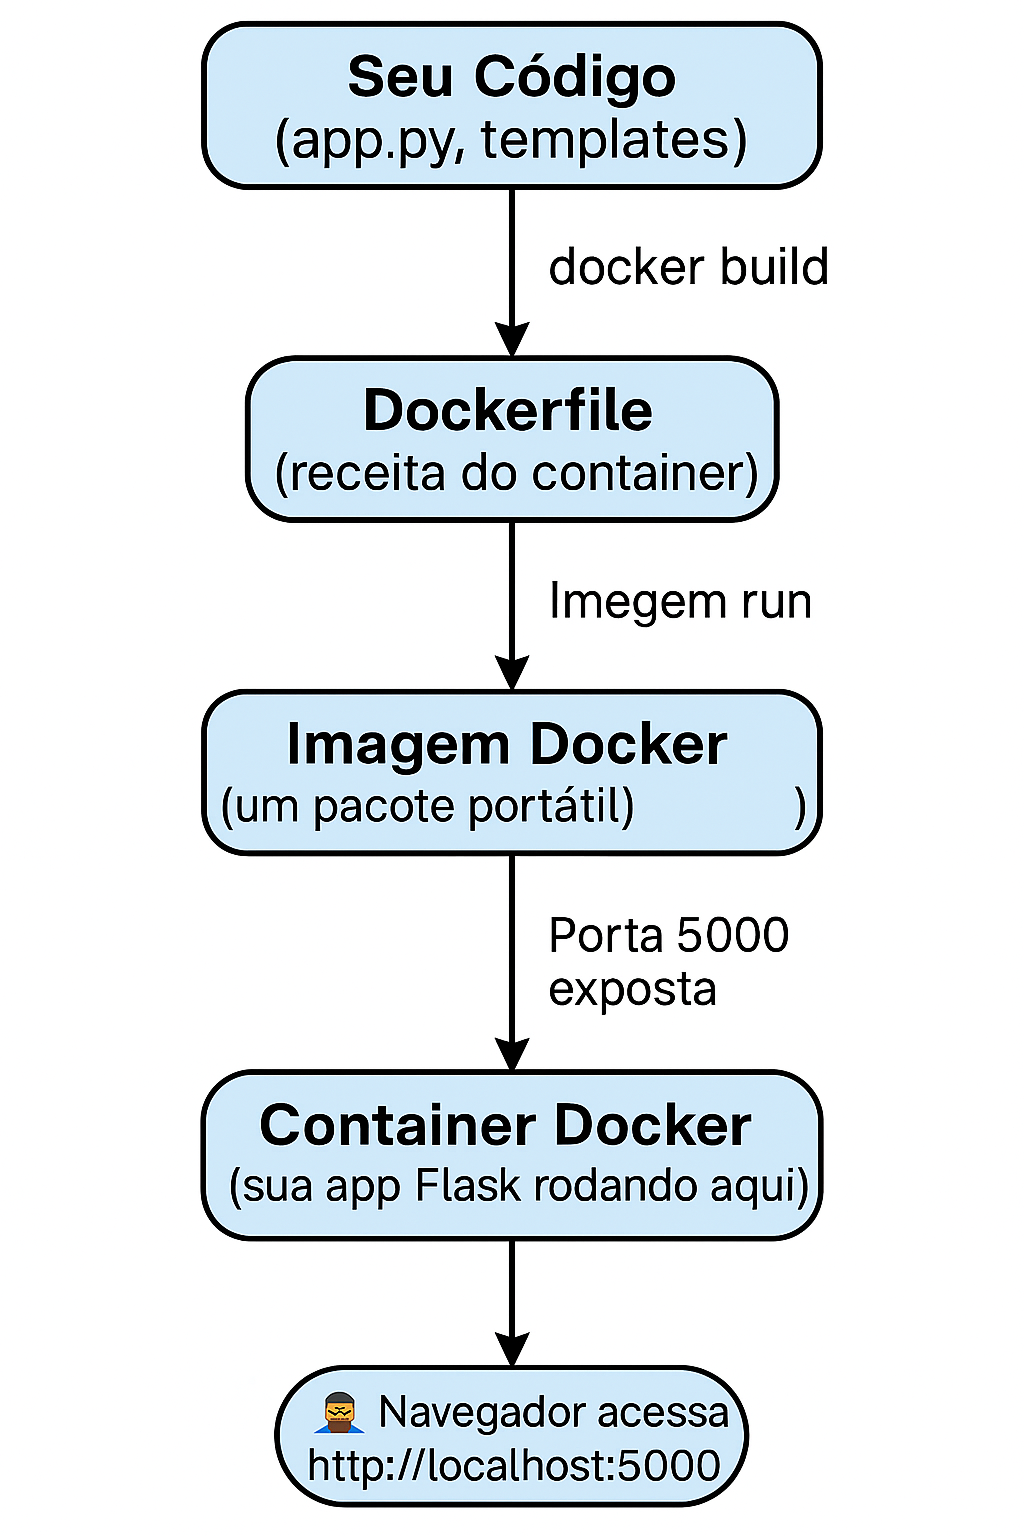 Seu Código
(app.py, templates)
docker build
Dockerfile
(receita do container)
Imegem run
Imagem Docker
(um pacote portátil) )
Porta 5000
exposta
Container Docker
(sua app Flask rodando aqui)
Navegador acessa
http://localhost:5000